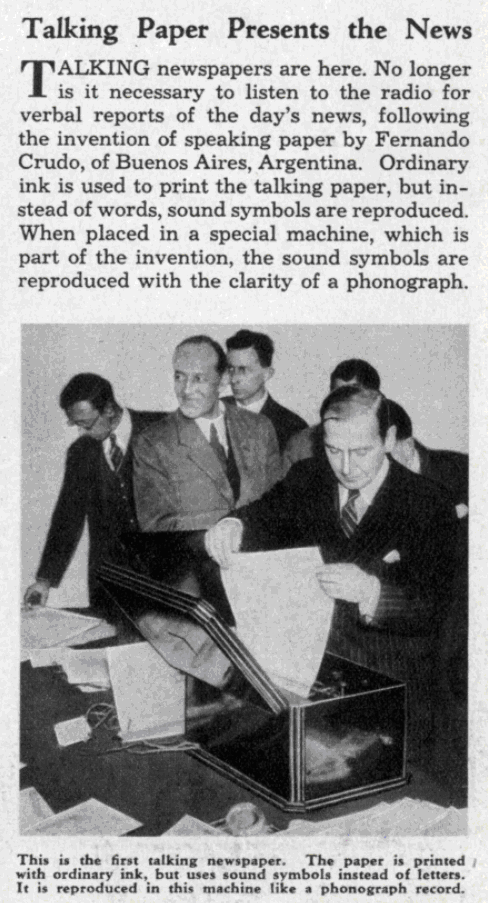 Talking Paper Presents the News
TALKING newspapers are here. No longer
is it necessary to listen to the radio for
verbal reports of the day's news, following
the invention of speaking paper by Fernando
Crudo, of Buenos Aires, Argentina. Ordinary
ink is used to print the talking paper, but in-
stead of words, sound symbols are reproduced.
When placed in a special machine, which is
part of the invention, the sound symbols are
reproduced with the clarity of a phonograph.
This is the first talking newspaper. The paper is printed
with ordinary ink, but uses sound symbols instead of letters.
It is reproduced in this machine like a phonograph record.